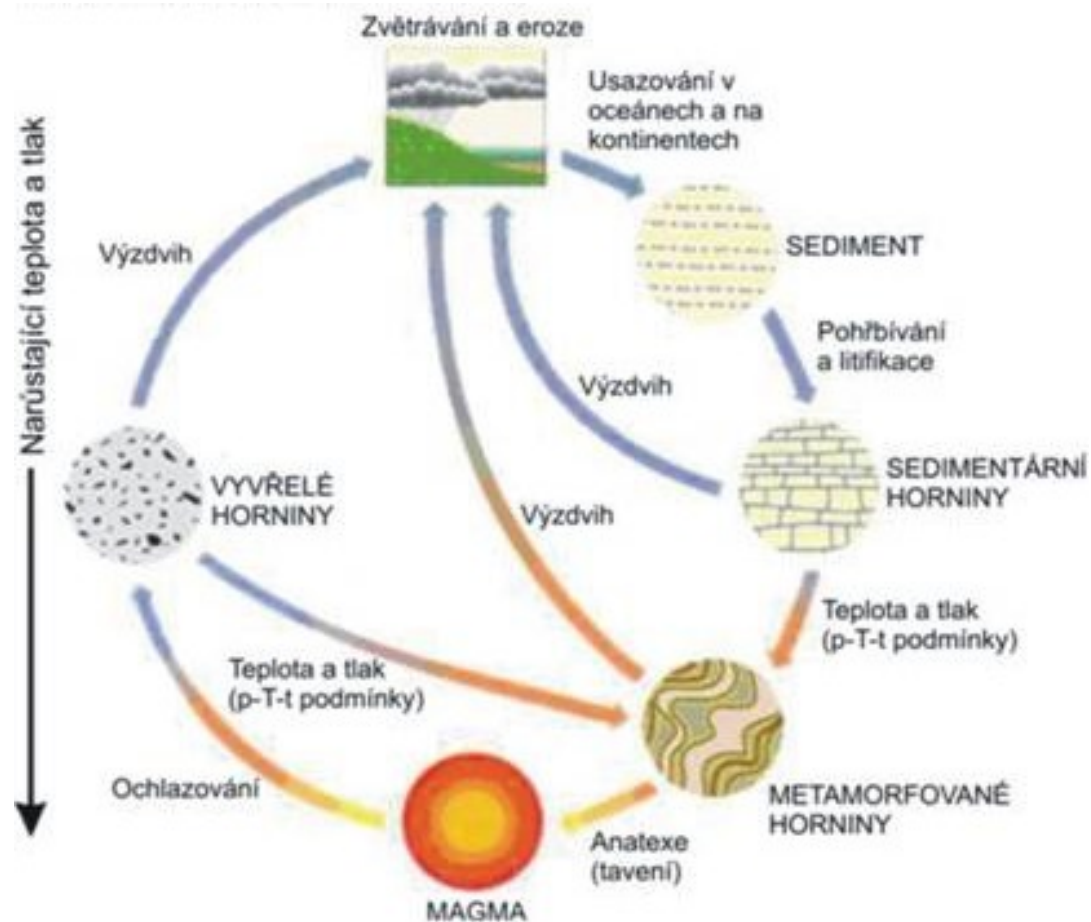 Zvětrávání a eroze
Usazování v
oceánech a na
kontinentech
Narůstající teplota a tlak
Výzdvih
SEDIMENT
Pohřbívání
a litifikace
Výzdvih
SEDIMENTÁRNÍ
HORNINY
VYVŘELÉ
HORNINY
Výzdvih
Teplota a tlak
(p-T-t podmínky)
Teplota a tlak
(p-T-t podmínky)
Ochlazování
METAMORFOVANÉ
HORNINY
Anatexe
(tavení)
MAGMA